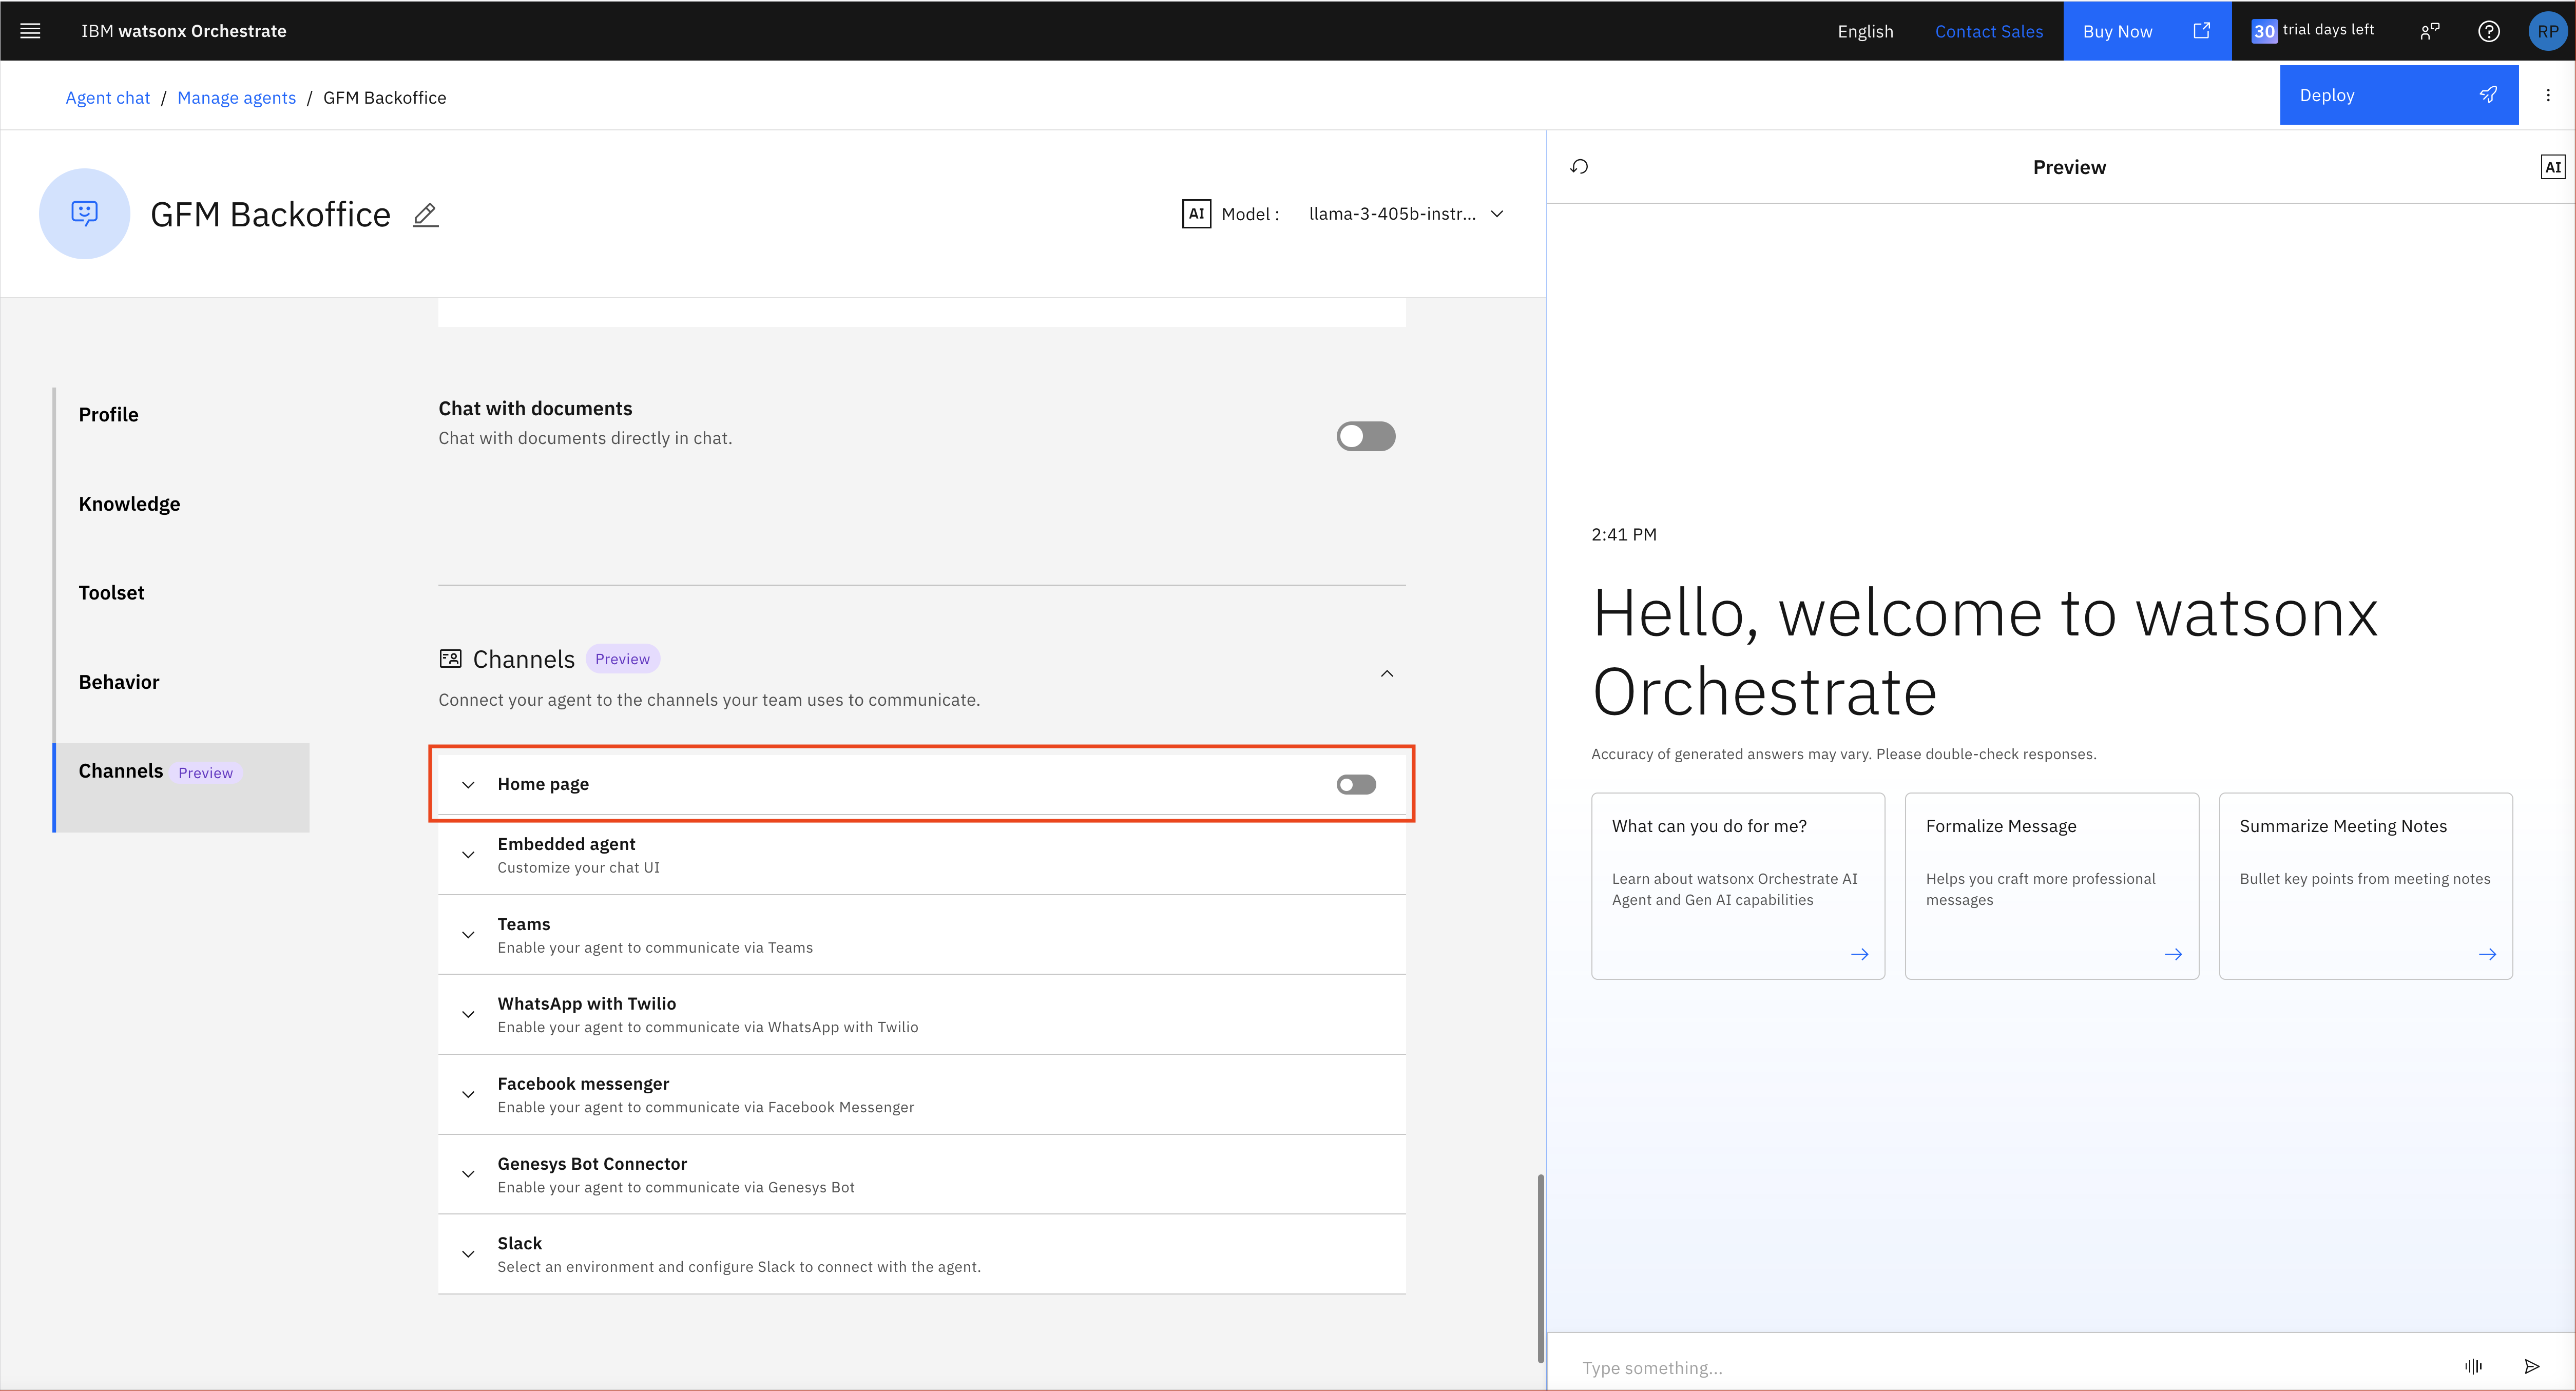 IBM watsonx Orchestrate
English
Contact Sales
Buy Now
30 trial days left
RP
Agent chat / Manage agents / GFM Backoffice
Deploy
GFM Backoffice
AI Model : llama-3-405b-instr...
Profile
Knowledge
Toolset
Behavior
Channels Preview
Chat with documents
Chat with documents directly in chat.
Channels Preview
Connect your agent to the channels your team uses to communicate.
Home page
Embedded agent
Customize your chat UI
Teams
Enable your agent to communicate via Teams
WhatsApp with Twilio
Enable your agent to communicate via WhatsApp with Twilio
Facebook messenger
Enable your agent to communicate via Facebook Messenger
Genesys Bot Connector
Enable your agent to communicate via Genesys Bot
Slack
Select an environment and configure Slack to connect with the agent.
Preview
AI
2:41 PM
Hello, welcome to watsonx
Orchestrate
Accuracy of generated answers may vary. Please double-check responses.
What can you do for me?
Learn about watsonx Orchestrate AI
Agent and Gen AI capabilities
Formalize Message
Helps you craft more professional
messages
Summarize Meeting Notes
Bullet key points from meeting notes
Type something...